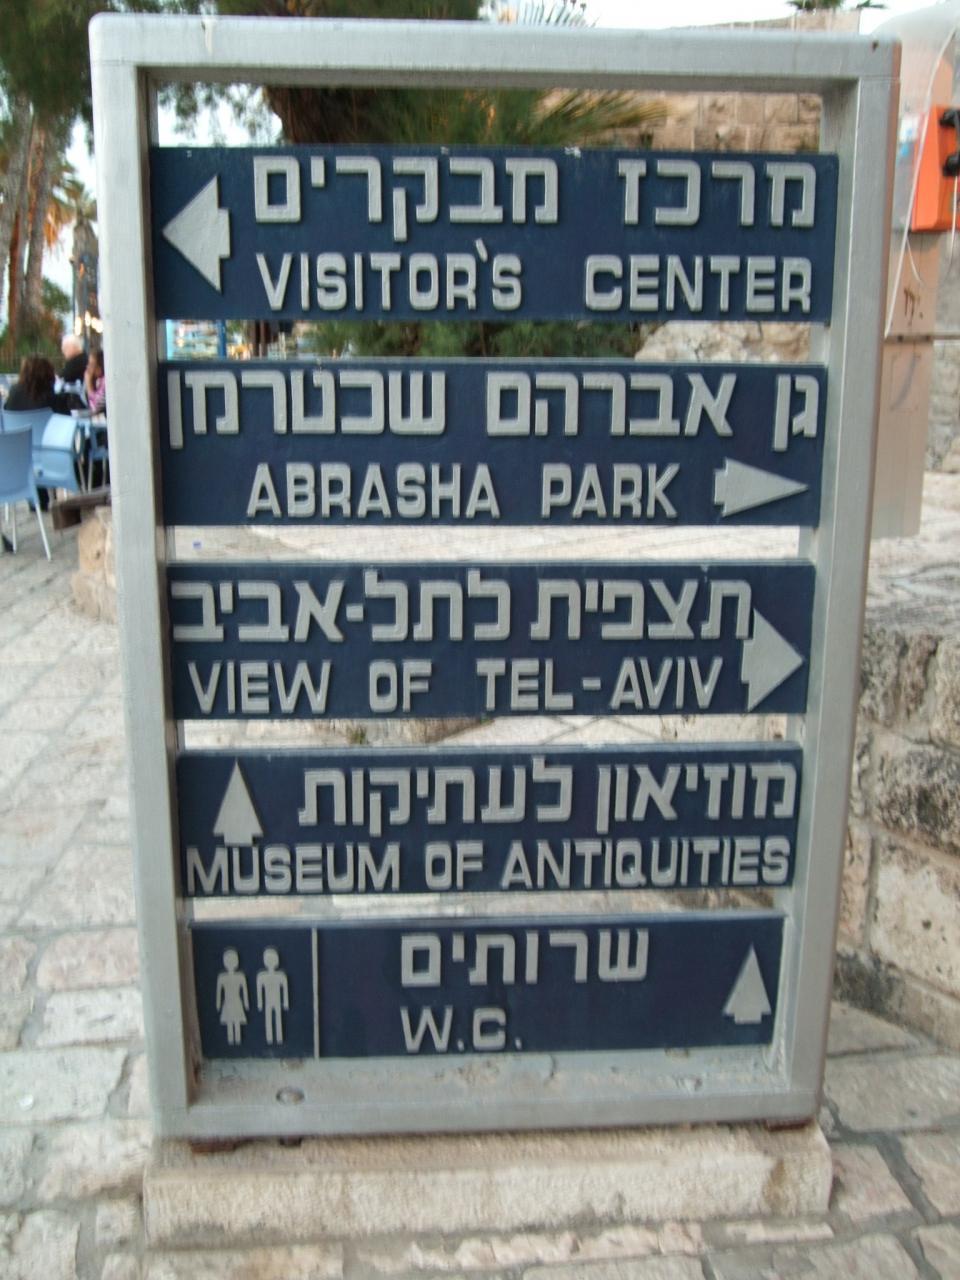 מרכז מבקרים
VISITOR'S CENTER
גן אברהם שכטרמן
ABRASHA PARK
תצפית לתל-אביב
VIEW OF TEL-AVIV
מוזיאון לעתיקות
MUSEUM OF ANTIQUITIES
שרותים
W.C.